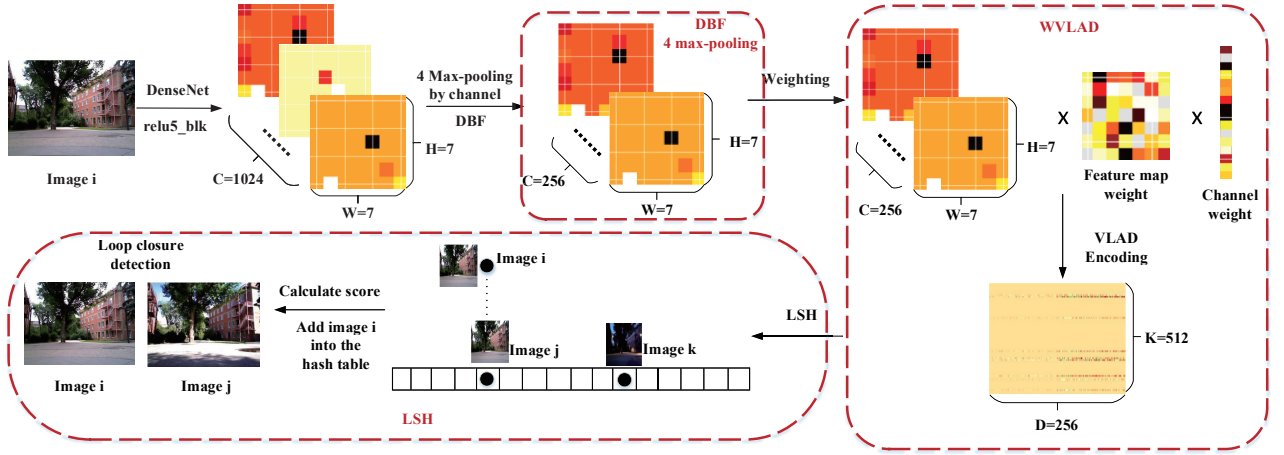 Image i
DenseNet
relu5_blk
C=1024
W=7
H=7
4 Max-pooling
by channel
DBF
DBF
4 max-pooling
C=256
W=7
H=7
Weighting
WVLAD
C=256
W=7
H=7
X
Feature map
weight
X
Channel
weight
VLAD
Encoding
K=512
D=256
LSH
Image i
Image j
Image k
LSH
Calculate score
Add image i
into the
hash table
Loop closure
detection
Image i
Image j